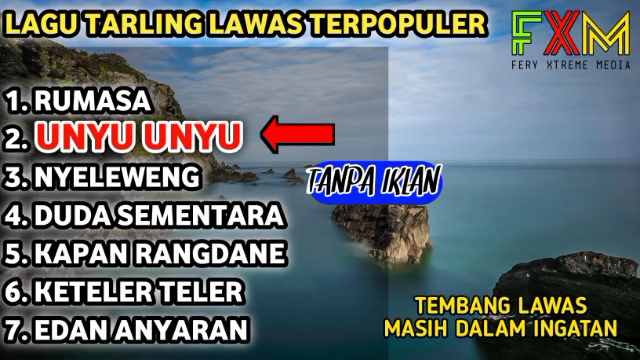 LAGU TARLING LAWAS TERPOPULER
FXM
FERY XTREME MEDIA
1. RUMASA
2. UNYU UNYU
3. NYELEWENG
TANPA IKLAN
4. DUDA SEMENTARA
5. KAPAN RANGDANE
6. KETELER TELER
7. EDAN ANYARAN
TEMBANG LAWAS
MASIH DALAM INGATAN